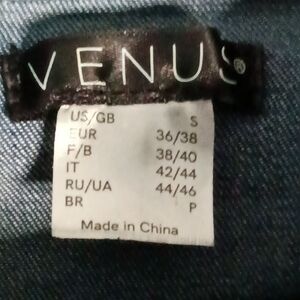 VENUS®
US/GB S
EUR 36/38
F/B 38/40
IT 42/44
RU/UA 44/46
BR P
Made in China